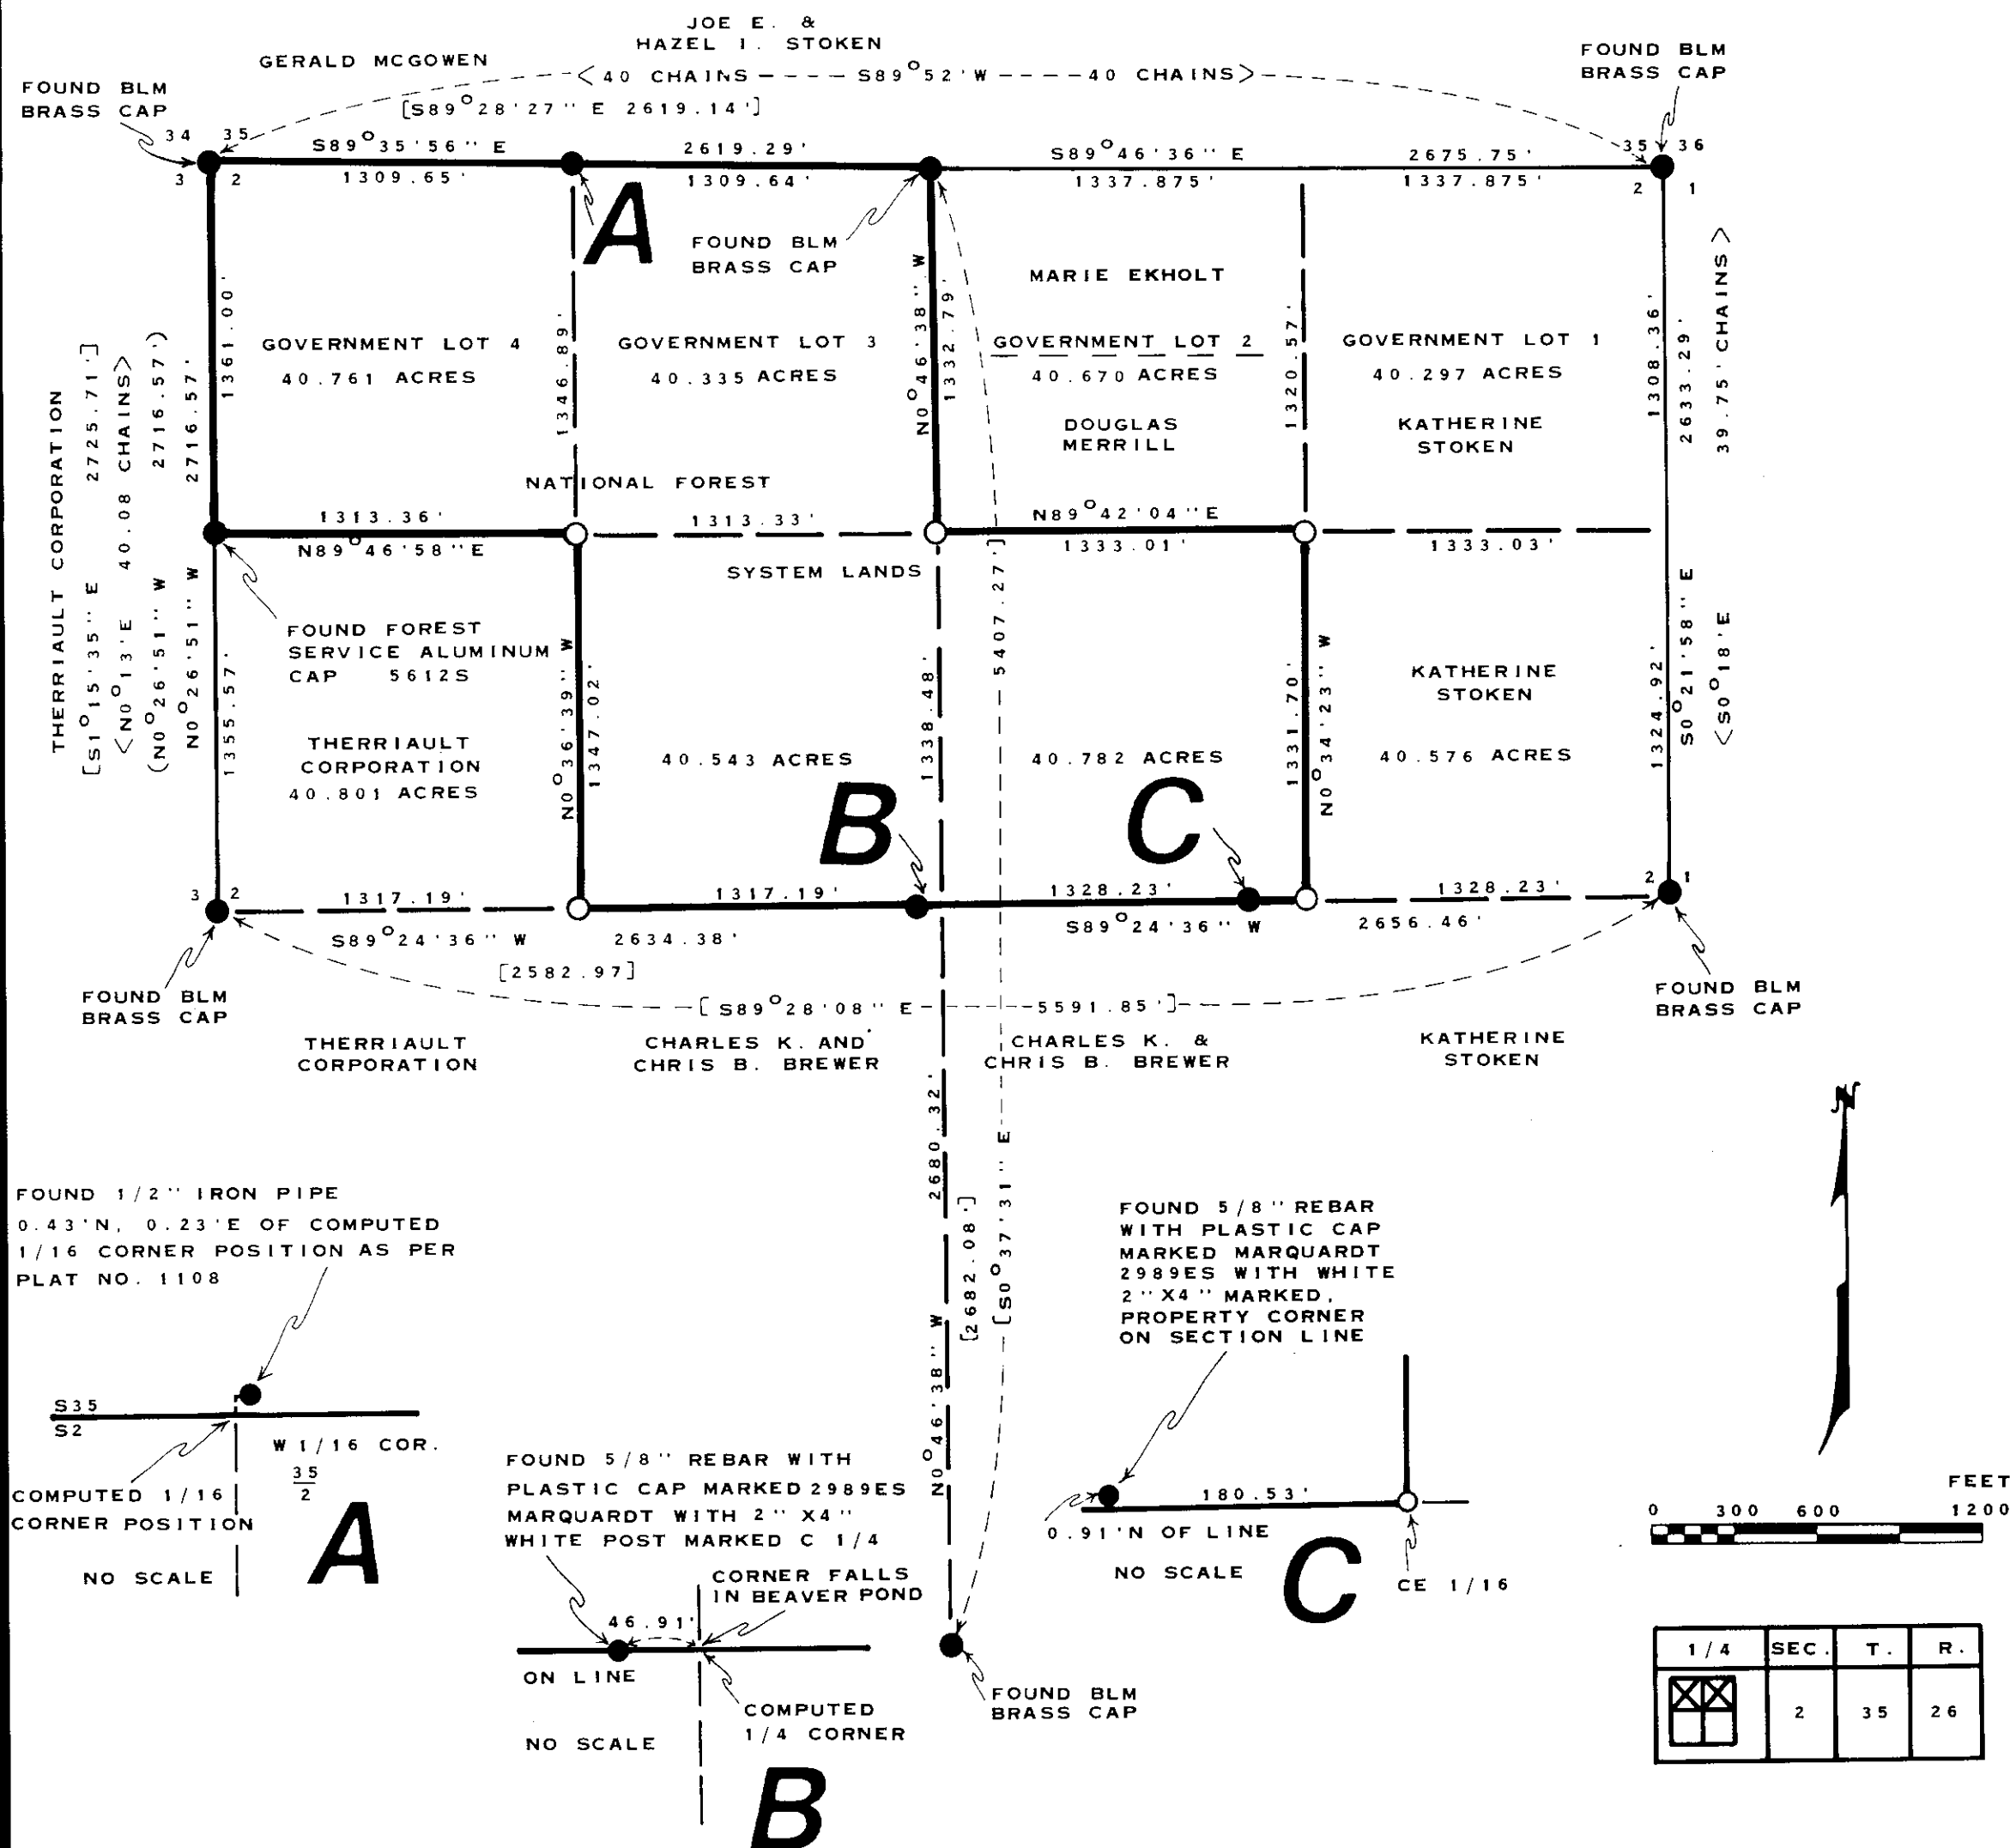 JOE E. &
HAZEL I. STOKEN
GERALD MCGOWEN
<40 CHAINS ---- S89°52'W ---- 40 CHAINS>
FOUND BLM
BRASS CAP
FOUND BLM
BRASS CAP
[S89°28'27" E 2619.14']
34 35
3 2
S89°35'56" E
2619.29'
S89°46'36" E
2675.75'
1309.65'
1309.64'
1337.875'
1337.875'
35 36
2 1
A
FOUND BLM
BRASS CAP
MARIE EKHOLT
GOVERNMENT LOT 4
40.761 ACRES
GOVERNMENT LOT 3
40.335 ACRES
GOVERNMENT LOT 2
40.670 ACRES
GOVERNMENT LOT 1
40.297 ACRES
DOUGLAS
MERRILL
KATHERINE
STOKEN
1361.00'
1346.89'
N0°46'38" W
1332.79'
1320.57'
1308.36'
2633.29'
39.75'CHAINS>
THERRIAULT CORPORATION
[S1°15'35" E 2725.71']
<N0°13'E 40.08 CHAINS>
(N0°26'51" W 2716.57')
N0°26'51" W 2716.57'
NATIONAL FOREST
SYSTEM LANDS
1313.36'
N89°46'58" E
1313.33'
N89°42'04" E
1333.01'
1333.03'
FOUND FOREST
SERVICE ALUMINUM
CAP 5612S
THERRIAULT
CORPORATION
40.801 ACRES
1355.57'
N0°36'39" W
1347.02'
40.543 ACRES
1338.48'
5407.27']
40.782 ACRES
1331.70'
N0°34'23" W
KATHERINE
STOKEN
40.576 ACRES
1324.92'
S0°21'58" E
<S0°18'E
B
C
3 2
1317.19'
1317.19'
1328.23'
1328.23'
2 1
S89°24'36" W
2634.38'
S89°24'36" W
2656.46'
[2582.97]
[S89°28'08" E-----5591.85']
FOUND BLM
BRASS CAP
FOUND BLM
BRASS CAP
THERRIAULT
CORPORATION
CHARLES K. AND
CHRIS B. BREWER
CHARLES K. &
CHRIS B. BREWER
KATHERINE
STOKEN
N0°46'38" W
2680.32'
[2682.08']
[S0°37'31" E
N
FOUND 1/2" IRON PIPE
0.43'N, 0.23'E OF COMPUTED
1/16 CORNER POSITION AS PER
PLAT NO. 1108
S35
S2
W 1/16 COR.
35
2
COMPUTED 1/16
CORNER POSITION
NO SCALE
A
FOUND 5/8" REBAR WITH
PLASTIC CAP MARKED 2989ES
MARQUARDT WITH 2" X4"
WHITE POST MARKED C 1/4
CORNER FALLS
IN BEAVER POND
46.91'
ON LINE
COMPUTED
1/4 CORNER
NO SCALE
B
FOUND BLM
BRASS CAP
FOUND 5/8" REBAR
WITH PLASTIC CAP
MARKED MARQUARDT
2989ES WITH WHITE
2"X4" MARKED,
PROPERTY CORNER
ON SECTION LINE
180.53'
0.91'N OF LINE
NO SCALE
C
CE 1/16
FEET
0 300 600 1200
1/4 SEC. T. R.
2 35 26